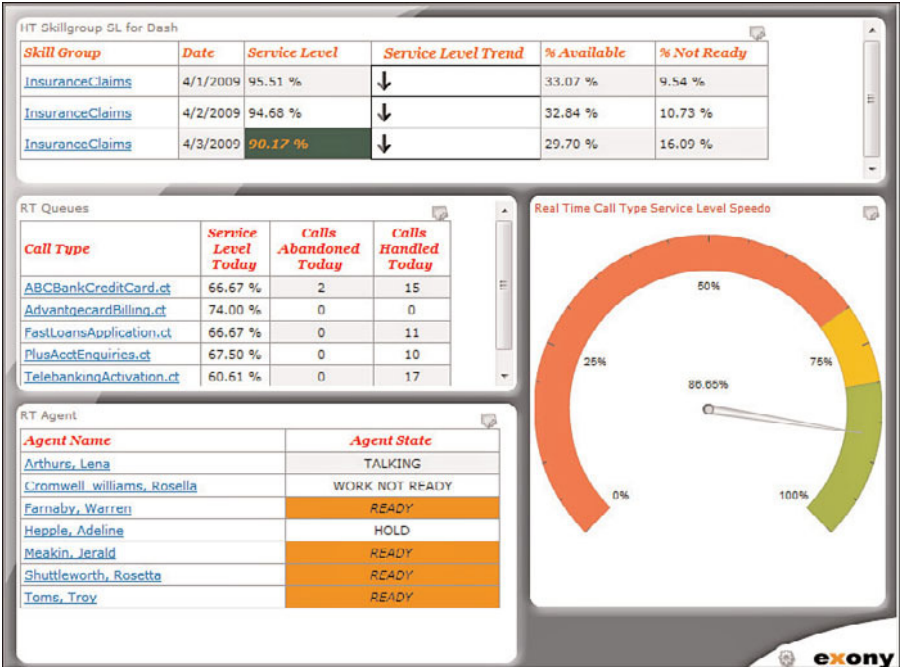 HT Skillgroup SL for Dash
Skill Group Date Service Level Service Level Trend % Available % Not Ready
InsuranceClaims 4/1/2009 95.51 % 33.07 % 9.54 %
InsuranceClaims 4/2/2009 94.68 % 32.84 % 10.73 %
InsuranceClaims 4/3/2009 90.17 % 29.70 % 16.09 %
RT Queues
Call Type Service Level Today Calls Abandoned Today Calls Handled Today
ABCBankCreditCard.ct 66.67 % 2 15
AdvantgecardBilling.ct 74.00 % 0 0
FastLoansApplication.ct 66.67 % 0 11
PlusAcctEnquiries.ct 67.50 % 0 10
TelebankingActivation.ct 60.61 % 0 17
Real Time Call Type Service Level Speedo
50%
25%
75%
86.65%
0%
100%
RT Agent
Agent Name Agent State
Arthurs, Lena TALKING
Cromwell williams, Rosella WORK NOT READY
Farnaby, Warren READY
Hepple, Adeline HOLD
Meakin, Jerald READY
Shuttleworth, Rosetta READY
Toms, Troy READY
exony